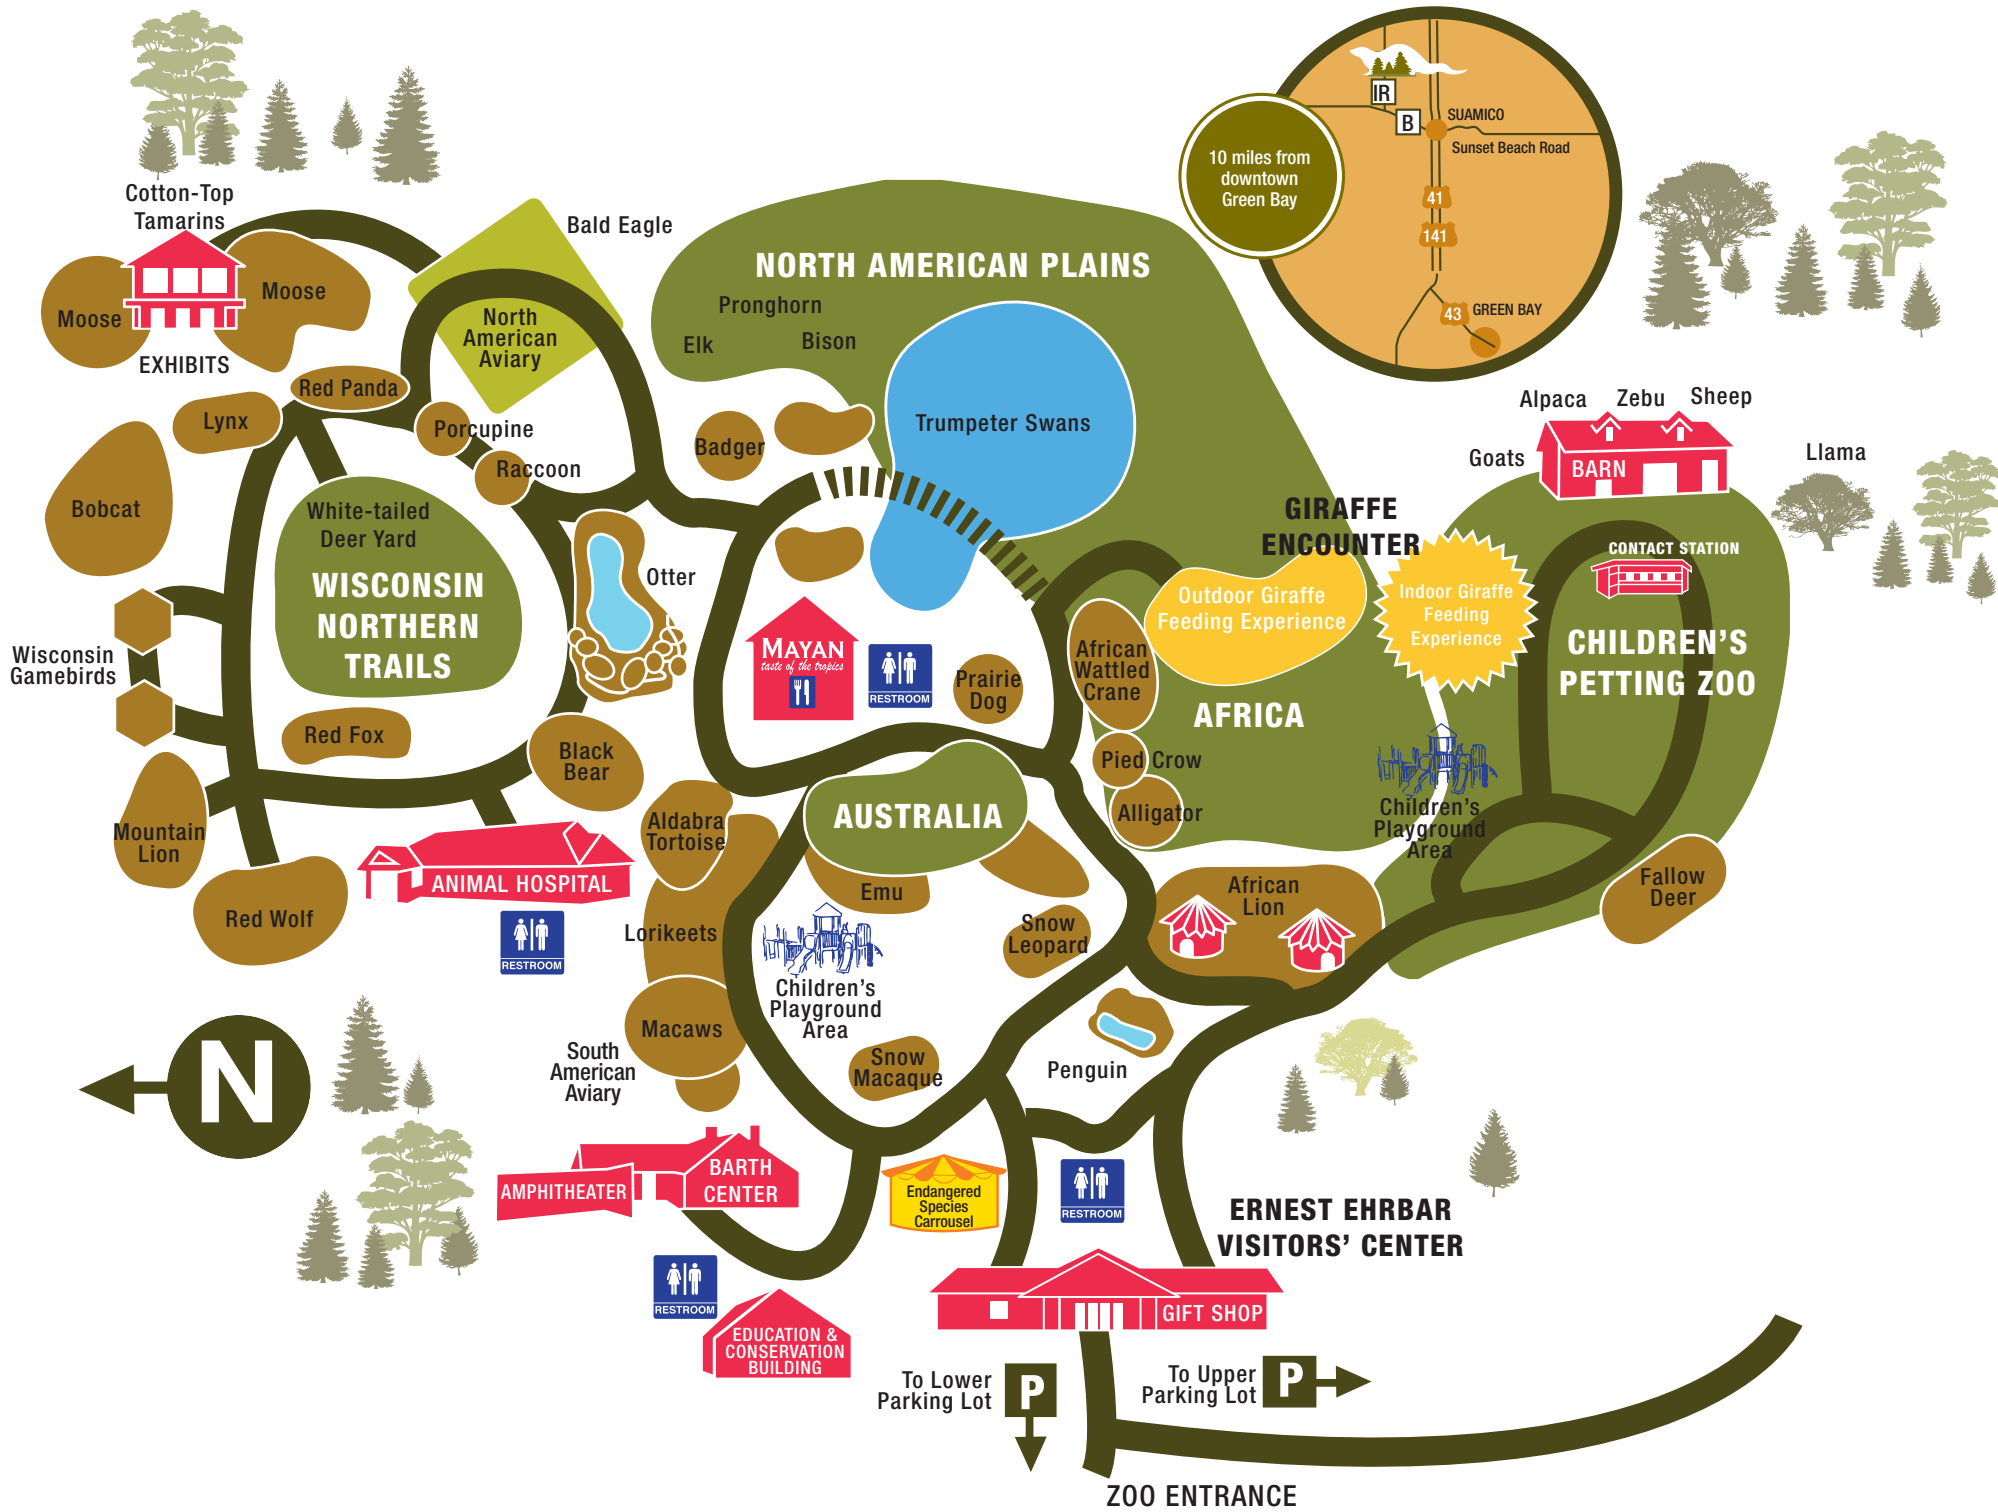 IR
B
SUAMICO
Sunset Beach Road
10 miles from
downtown
Green Bay
41
141
43
GREEN BAY
Cotton-Top
Tamarins
Moose
Moose
EXHIBITS
Bald Eagle
North
American
Aviary
NORTH AMERICAN PLAINS
Pronghorn
Elk
Bison
Trumpeter Swans
Red Panda
Lynx
Porcupine
Raccoon
Badger
Bobcat
White-tailed
Deer Yard
WISCONSIN
NORTHERN
TRAILS
Otter
Wisconsin
Gamebirds
Red Fox
Black
Bear
Mountain
Lion
Red Wolf
ANIMAL HOSPITAL
RESTROOM
MAYAN
taste of the tropics
RESTROOM
Prairie
Dog
African
Wattled
Crane
Pied Crow
Alligator
AFRICA
GIRAFFE
ENCOUNTER
Outdoor Giraffe
Feeding Experience
Indoor Giraffe
Feeding
Experience
Alpaca
Zebu
Sheep
Goats
BARN
Llama
CONTACT STATION
CHILDREN'S
PETTING ZOO
Children's
Playground
Area
Fallow
Deer
African
Lion
AUSTRALIA
Emu
Aldabra
Tortoise
Lorikeets
Macaws
South
American
Aviary
Children's
Playground
Area
Snow
Leopard
Snow
Macaque
Penguin
N
AMPHITHEATER
BARTH
CENTER
Endangered
Species
Carrousel
RESTROOM
ERNEST EHRBAR
VISITORS' CENTER
RESTROOM
EDUCATION &
CONSERVATION
BUILDING
GIFT SHOP
To Lower
Parking Lot
P
To Upper
Parking Lot
P
ZOO ENTRANCE